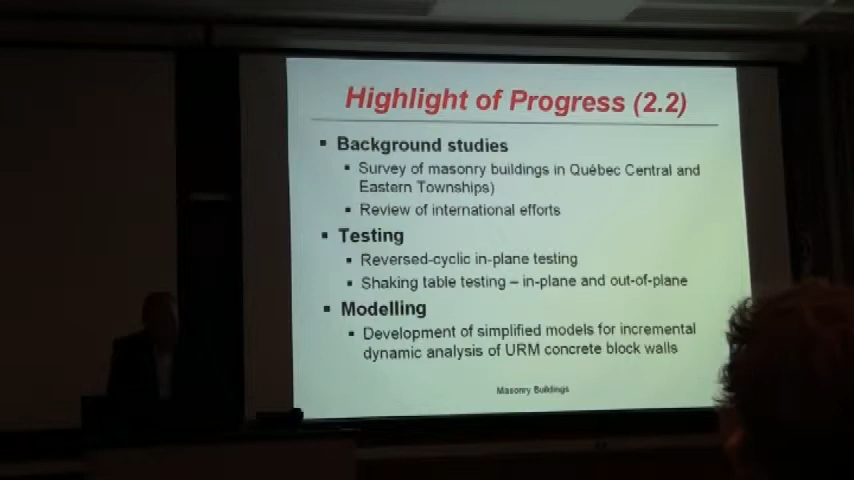 Highlight of Progress (2.2)
▪ Background studies
▪ Survey of masonry buildings in Québec Central and
Eastern Townships)
▪ Review of international efforts
▪ Testing
▪ Reversed-cyclic in-plane testing
▪ Shaking table testing – in-plane and out-of-plane
▪ Modelling
▪ Development of simplified models for incremental
dynamic analysis of URM concrete block walls
Masonry Buildings